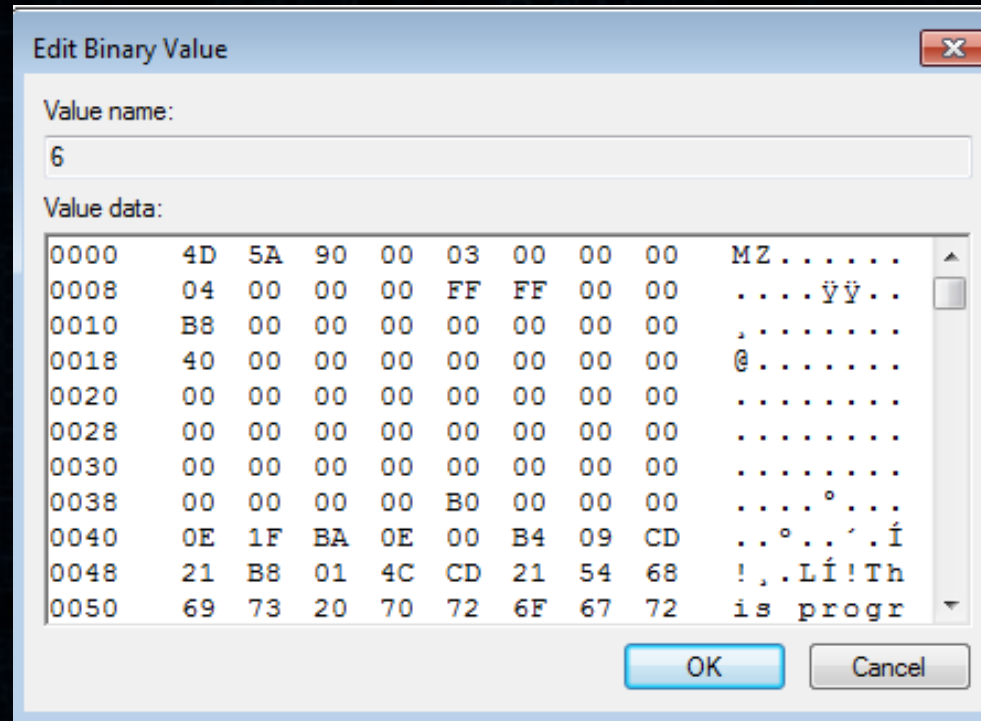 Edit Binary Value
Value name:
6
Value data:
0000 4D 5A 90 00 03 00 00 00 MZ......
0008 04 00 00 00 FF FF 00 00 ....ÿÿ..
0010 B8 00 00 00 00 00 00 00 ¸.......
0018 40 00 00 00 00 00 00 00 @.......
0020 00 00 00 00 00 00 00 00 ........
0028 00 00 00 00 00 00 00 00 ........
0030 00 00 00 00 00 00 00 00 ........
0038 00 00 00 00 B0 00 00 00 ....°...
0040 0E 1F BA 0E 00 B4 09 CD ..º..´.Í
0048 21 B8 01 4C CD 21 54 68 !¸.LÍ!Th
0050 69 73 20 70 72 6F 67 72 is progr
OK Cancel